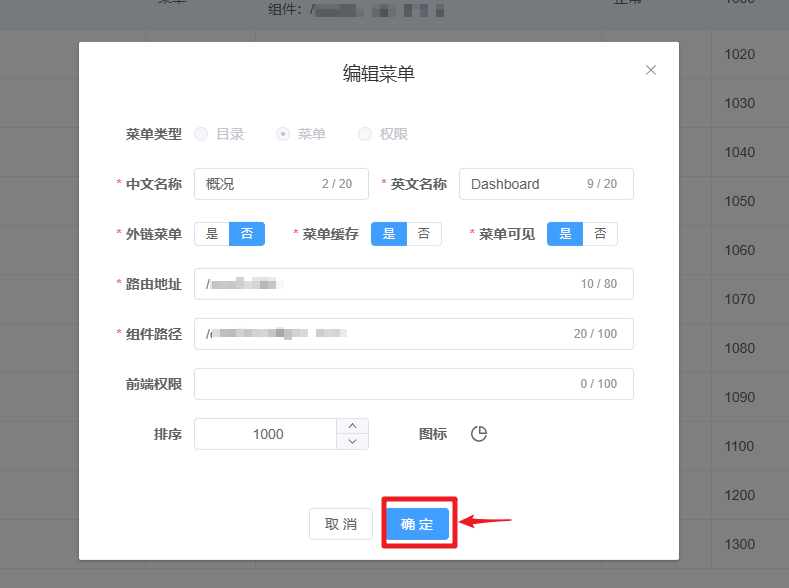 组件：/
1000
编辑菜单
1020
1030
菜单类型 目录 菜单 权限
1040
* 中文名称 概况 2 / 20 * 英文名称 Dashboard 9 / 20
1050
* 外链菜单 是 否 * 菜单缓存 是 否 * 菜单可见 是 否
1060
* 路由地址 / 10 / 80
1070
* 组件路径 / 20 / 100
1080
前端权限 0 / 100
1090
排序 1000 图标
1100
1200
取消 确定
1300